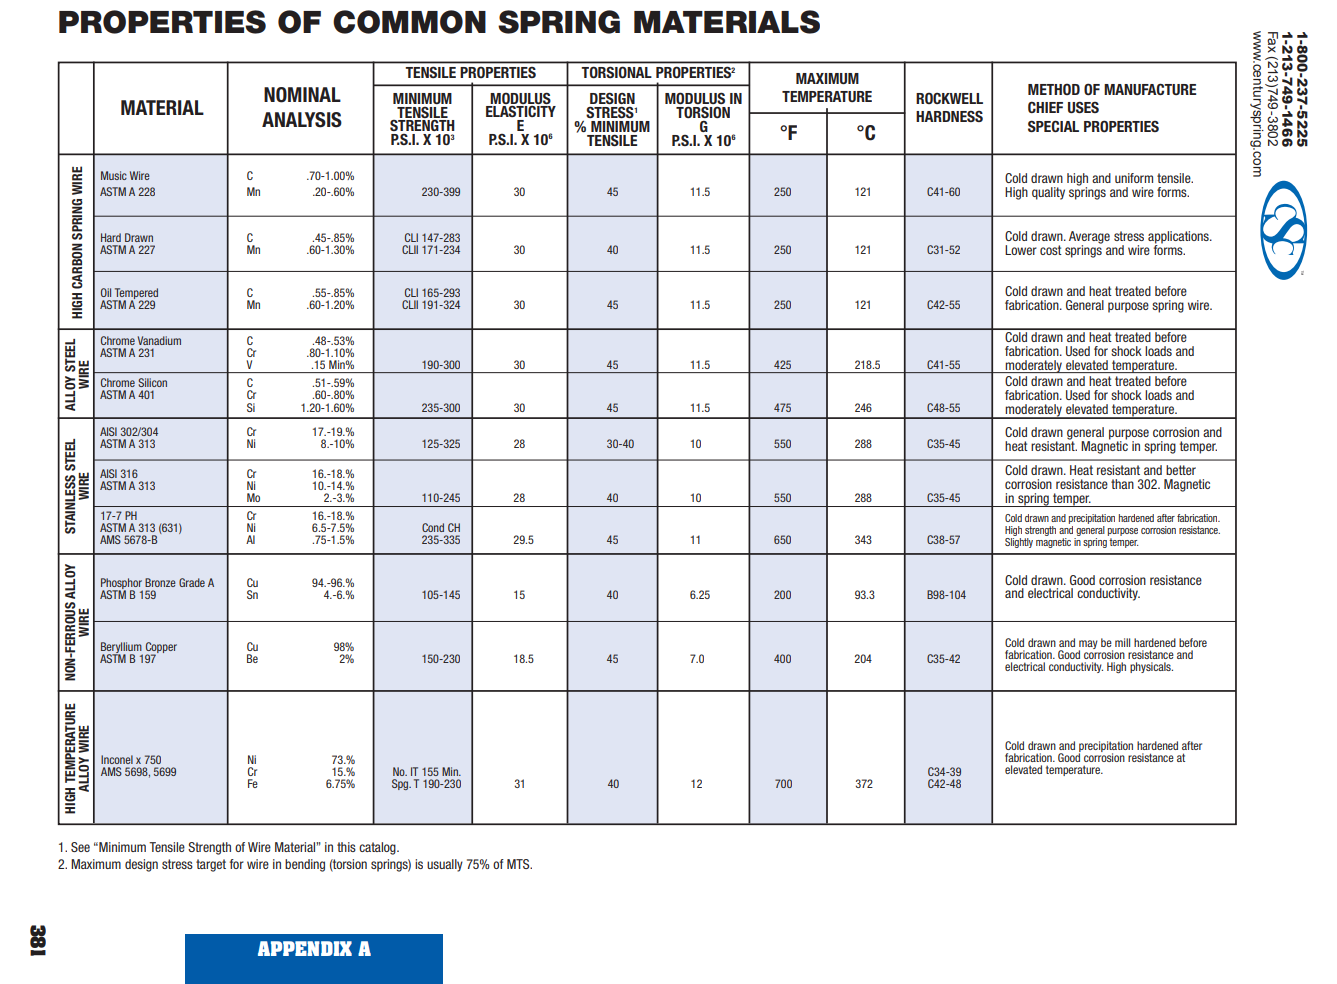 PROPERTIES OF COMMON SPRING MATERIALS
1-800-237-5225
1-213-749-1466
Fax (213)749-3802
www.centuryspring.com
CSC
MATERIAL
NOMINAL
ANALYSIS
TENSILE PROPERTIES
MINIMUM
TENSILE
STRENGTH
P.S.I. X 10³
MODULUS
ELASTICITY
E
P.S.I. X 10⁶
TORSIONAL PROPERTIES²
DESIGN
STRESS¹
% MINIMUM
TENSILE
MODULUS IN
TORSION
G
P.S.I. X 10⁶
MAXIMUM
TEMPERATURE
°F
°C
ROCKWELL
HARDNESS
METHOD OF MANUFACTURE
CHIEF USES
SPECIAL PROPERTIES
HIGH CARBON SPRING WIRE
Music Wire C .70-1.00%
ASTM A 228 Mn .20-.60% 230-399 30 45 11.5 250 121 C41-60
Cold drawn high and uniform tensile.
High quality springs and wire forms.
Hard Drawn C .45-.85% CLI 147-283
ASTM A 227 Mn .60-1.30% CLII 171-234 30 40 11.5 250 121 C31-52
Cold drawn. Average stress applications.
Lower cost springs and wire forms.
Oil Tempered C .55-.85% CLI 165-293
ASTM A 229 Mn .60-1.20% CLII 191-324 30 45 11.5 250 121 C42-55
Cold drawn and heat treated before
fabrication. General purpose spring wire.
ALLOY STEEL
WIRE
Chrome Vanadium C .48-.53%
ASTM A 231 Cr .80-1.10%
V .15 Min% 190-300 30 45 11.5 425 218.5 C41-55
Cold drawn and heat treated before
fabrication. Used for shock loads and
moderately elevated temperature.
Chrome Silicon C .51-.59%
ASTM A 401 Cr .60-.80%
Si 1.20-1.60% 235-300 30 45 11.5 475 246 C48-55
Cold drawn and heat treated before
fabrication. Used for shock loads and
moderately elevated temperature.
STAINLESS STEEL
WIRE
AISI 302/304 Cr 17.-19.%
ASTM A 313 Ni 8.-10% 125-325 28 30-40 10 550 288 C35-45
Cold drawn general purpose corrosion and
heat resistant. Magnetic in spring temper.
AISI 316 Cr 16.-18.%
ASTM A 313 Ni 10.-14.%
Mo 2.-3.% 110-245 28 40 10 550 288 C35-45
Cold drawn. Heat resistant and better
corrosion resistance than 302. Magnetic
in spring temper.
17-7 PH Cr 16.-18.%
ASTM A 313 (631) Ni 6.5-7.5% Cond CH
AMS 5678-B Al .75-1.5% 235-335 29.5 45 11 650 343 C38-57
Cold drawn and precipitation hardened after fabrication.
High strength and general purpose corrosion resistance.
Slightly magnetic in spring temper.
NON-FERROUS ALLOY
WIRE
Phosphor Bronze Grade A Cu 94.-96.%
ASTM B 159 Sn 4.-6.% 105-145 15 40 6.25 200 93.3 B98-104
Cold drawn. Good corrosion resistance
and electrical conductivity.
Beryllium Copper Cu 98%
ASTM B 197 Be 2% 150-230 18.5 45 7.0 400 204 C35-42
Cold drawn and may be mill hardened before
fabrication. Good corrosion resistance and
electrical conductivity. High physicals.
HIGH TEMPERATURE
ALLOY WIRE
Inconel x 750 Ni 73.%
AMS 5698, 5699 Cr 15.% No. IT 155 Min. C34-39
Fe 6.75% Spg. T 190-230 31 40 12 700 372 C42-48
Cold drawn and precipitation hardened after
fabrication. Good corrosion resistance at
elevated temperature.
1. See “Minimum Tensile Strength of Wire Material” in this catalog.
2. Maximum design stress target for wire in bending (torsion springs) is usually 75% of MTS.
381
APPENDIX A